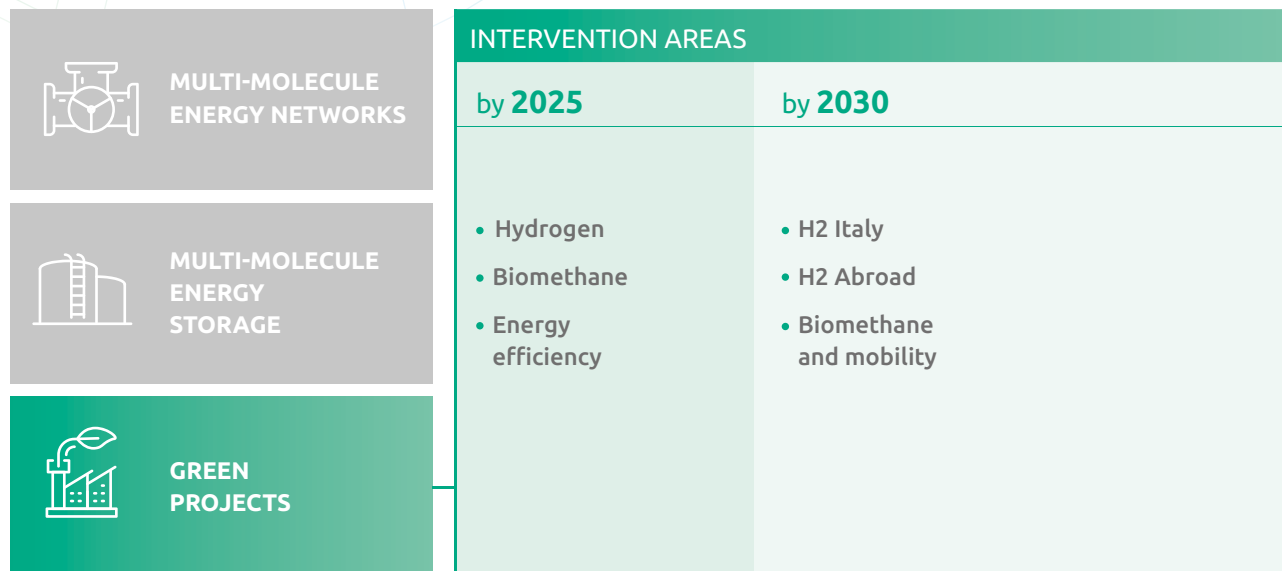 MULTI-MOLECULE
ENERGY NETWORKS
MULTI-MOLECULE
ENERGY
STORAGE
GREEN
PROJECTS
INTERVENTION AREAS
by 2025
• Hydrogen
• Biomethane
• Energy
efficiency
by 2030
• H2 Italy
• H2 Abroad
• Biomethane
and mobility